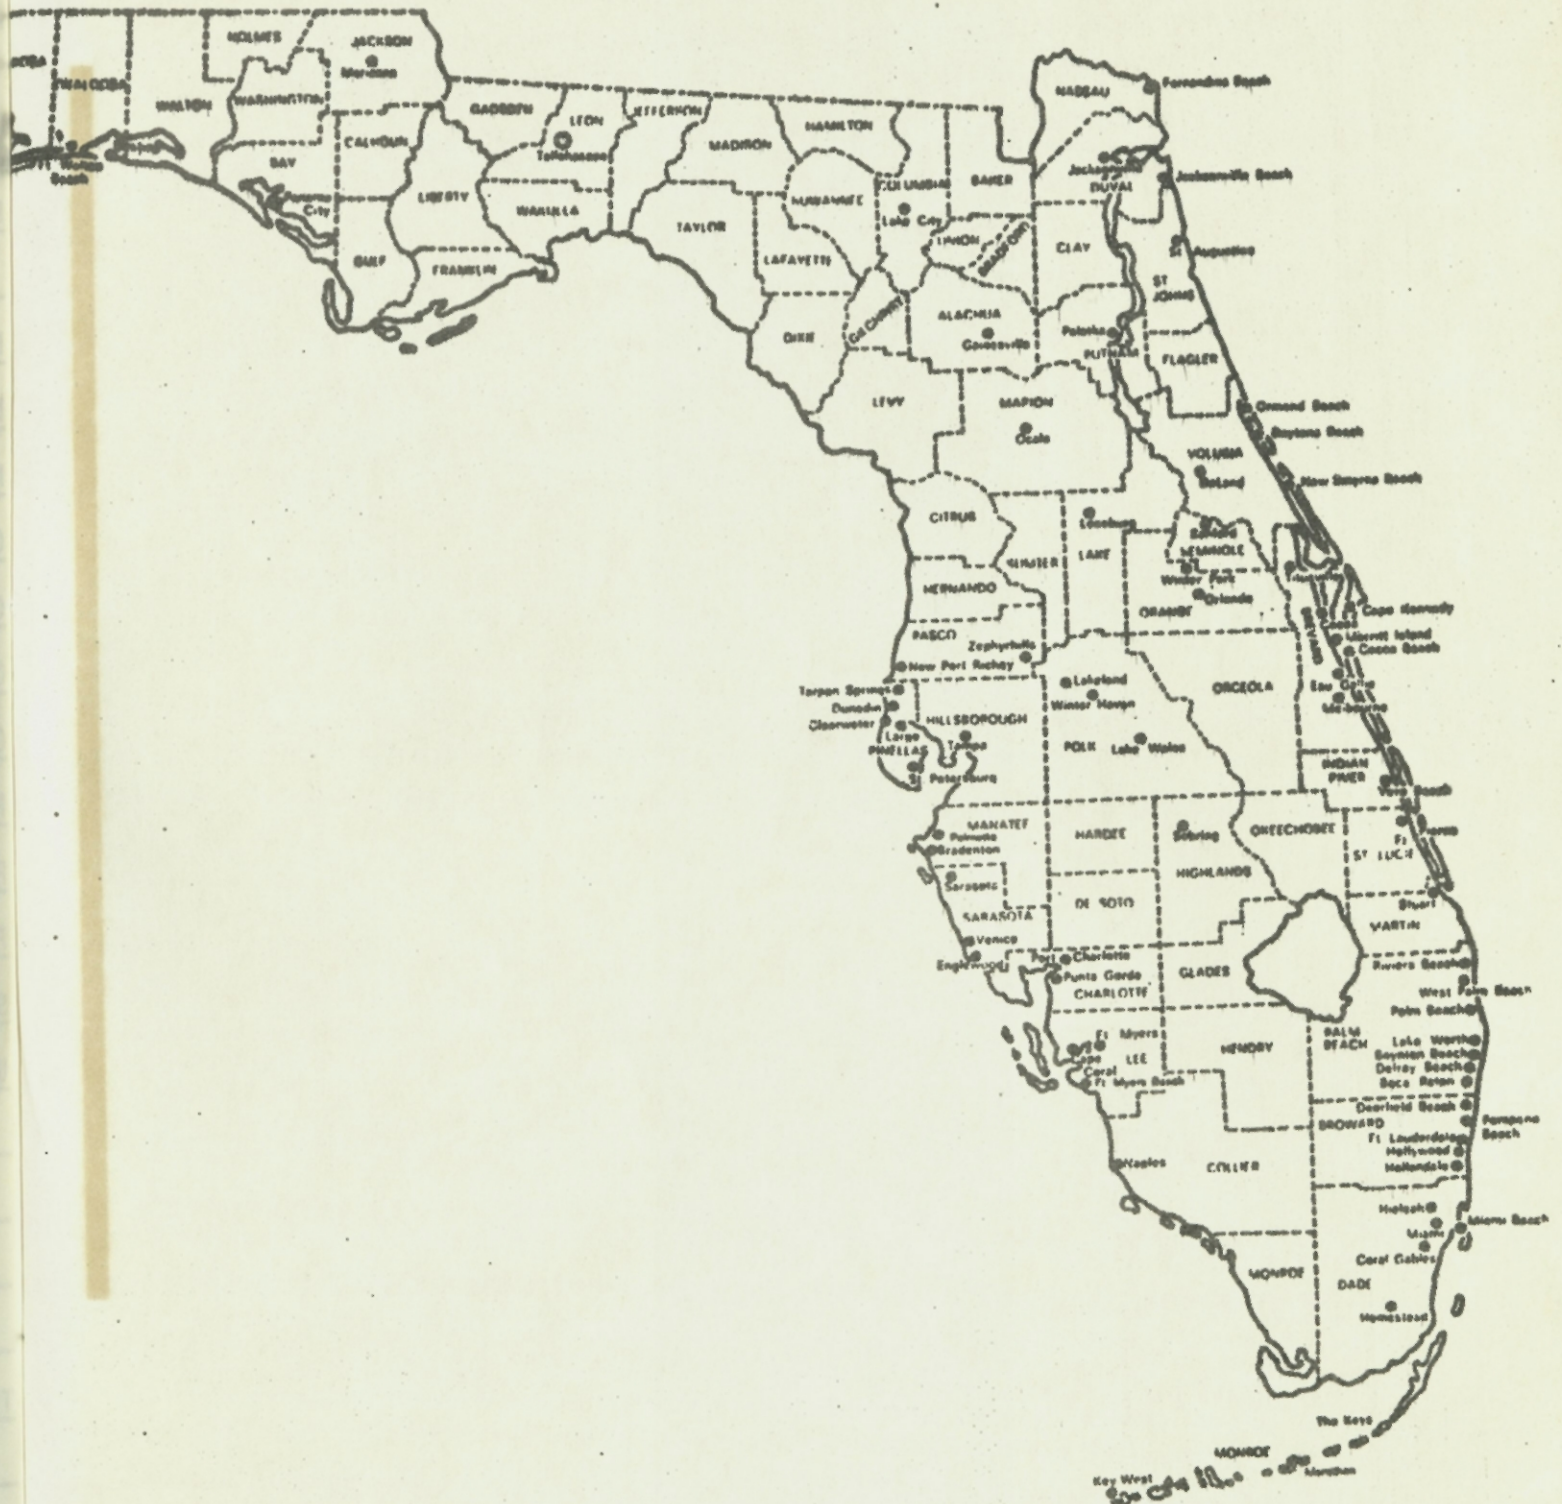 HOLMES
JACKSON
Marianna
WALTON
WASHINGTON
GADSDEN
LEON
JEFFERSON
Tallahassee
MADISON
HAMILTON
NASSAU
Fernandina Beach
CALHOUN
BAY
City
LIBERTY
WAKULLA
TAYLOR
COLUMBIA
Lake City
BAKER
DUVAL
Jacksonville Beach
GULF
FRANKLIN
LAFAYETTE
UNION
CLAY
St Augustine
ST
JOHNS
DIXIE
GILCHRIST
ALACHUA
Gainesville
Palatka
PUTNAM
FLAGLER
LEVY
MARION
Ocala
Ormond Beach
Daytona Beach
VOLUSIA
DeLand
New Smyrna Beach
CITRUS
SUMTER
LAKE
Leesburg
Sanford
SEMINOLE
HERNANDO
Winter Park
Orlando
ORANGE
Cape Kennedy
Cocoa
Merritt Island
Cocoa Beach
PASCO
Zephyrhills
New Port Richey
Tarpon Springs
Dunedin
Clearwater
Largo
PINELLAS
HILLSBOROUGH
Tampa
St Petersburg
Lakeland
Winter Haven
POLK
Lake Wales
OSCEOLA
Eau Gallie
Melbourne
INDIAN
RIVER
Vero Beach
MANATEE
Palmetto
Bradenton
HARDEE
Sebring
OKEECHOBEE
Ft Pierce
ST LUCIE
HIGHLANDS
Sarasota
SARASOTA
DE SOTO
Stuart
MARTIN
Venice
Englewood
Port Charlotte
Punta Gorda
CHARLOTTE
GLADES
Riviera Beach
West Palm Beach
Palm Beach
PALM
BEACH
Ft Myers
Cape
Coral
LEE
Ft Myers Beach
HENDRY
Lake Worth
Boynton Beach
Delray Beach
Boca Raton
Deerfield Beach
Pompano
Beach
BROWARD
Ft Lauderdale
Hollywood
Hallandale
Naples
COLLIER
Hialeah
Miami
Miami Beach
Coral Gables
MONROE
DADE
Homestead
The Keys
MONROE
Marathon
Key West